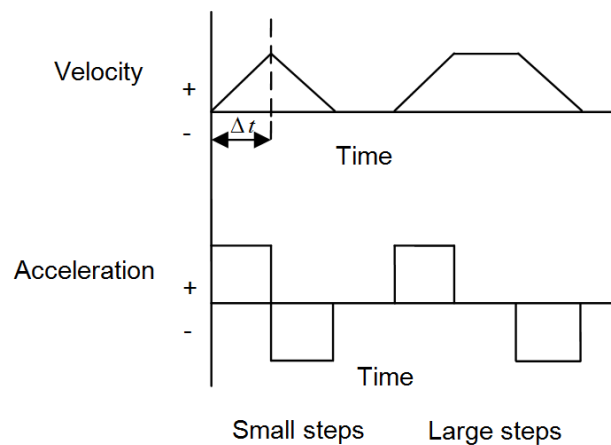 Velocity
+
-
Δt
Time
Acceleration
+
-
Time
Small steps
Large steps